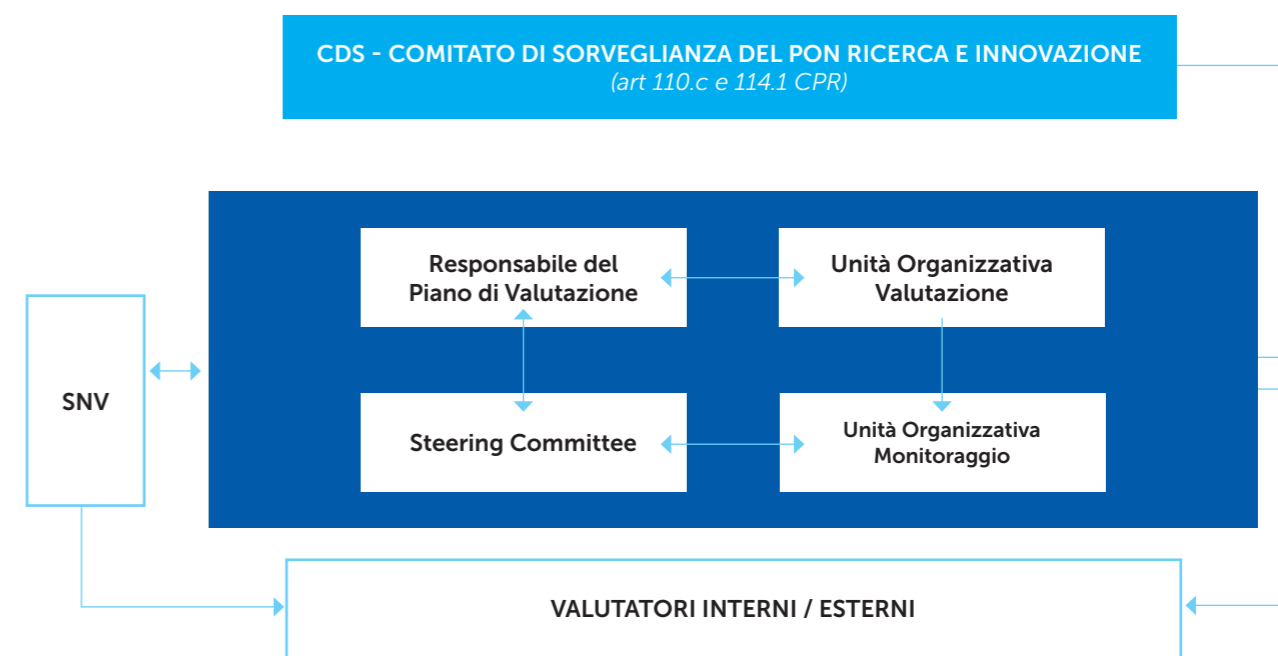 CDS - COMITATO DI SORVEGLIANZA DEL PON RICERCA E INNOVAZIONE
(art 110.c e 114.1 CPR)
Responsabile del
Piano di Valutazione
Unità Organizzativa
Valutazione
SNV
Steering Committee
Unità Organizzativa
Monitoraggio
VALUTATORI INTERNI / ESTERNI